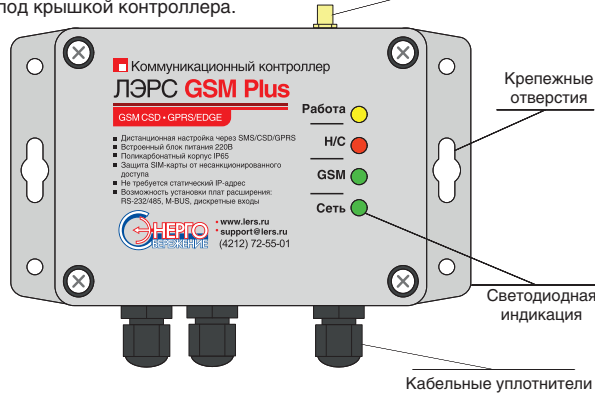 под крышкой контроллера.
Коммуникационный контроллер
ЛЭРС GSM Plus
GSM CSD • GPRS/EDGE
Дистанционная настройка через SMS/CSD/GPRS
Встроенный блок питания 220В
Поликарбонатный корпус IP65
Защита SIM-карты от несанкционированного
доступа
Не требуется статический IP-адрес
Возможность установки плат расширения:
RS-232/485, M-BUS, дискретные входы
ЭНЕРГО
СБЕРЕЖЕНИЕ
• www.lers.ru
• support@lers.ru
(4212) 72-55-01
Работа
Н/С
GSM
Сеть
Крепежные
отверстия
Светодиодная
индикация
Кабельные уплотнители